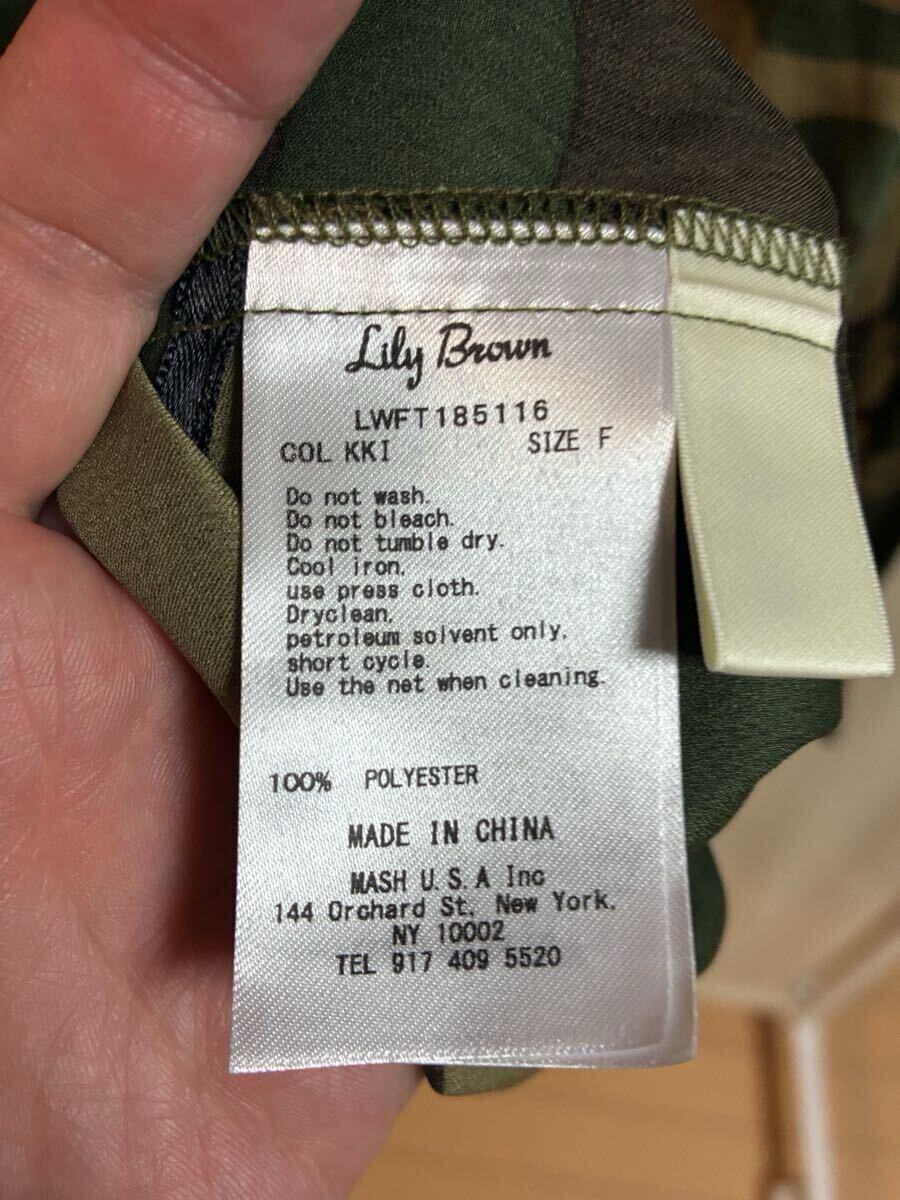 Lily Brown
LWFT185116
COL KKI SIZE F
Do not wash.
Do not bleach.
Do not tumble dry.
Cool iron.
use press cloth.
Dryclean.
petroleum solvent only.
short cycle.
Use the net when cleaning.
100% POLYESTER
MADE IN CHINA
MASH U.S.A Inc
144 Orchard St, New York.
NY 10002
TEL 917 409 5520